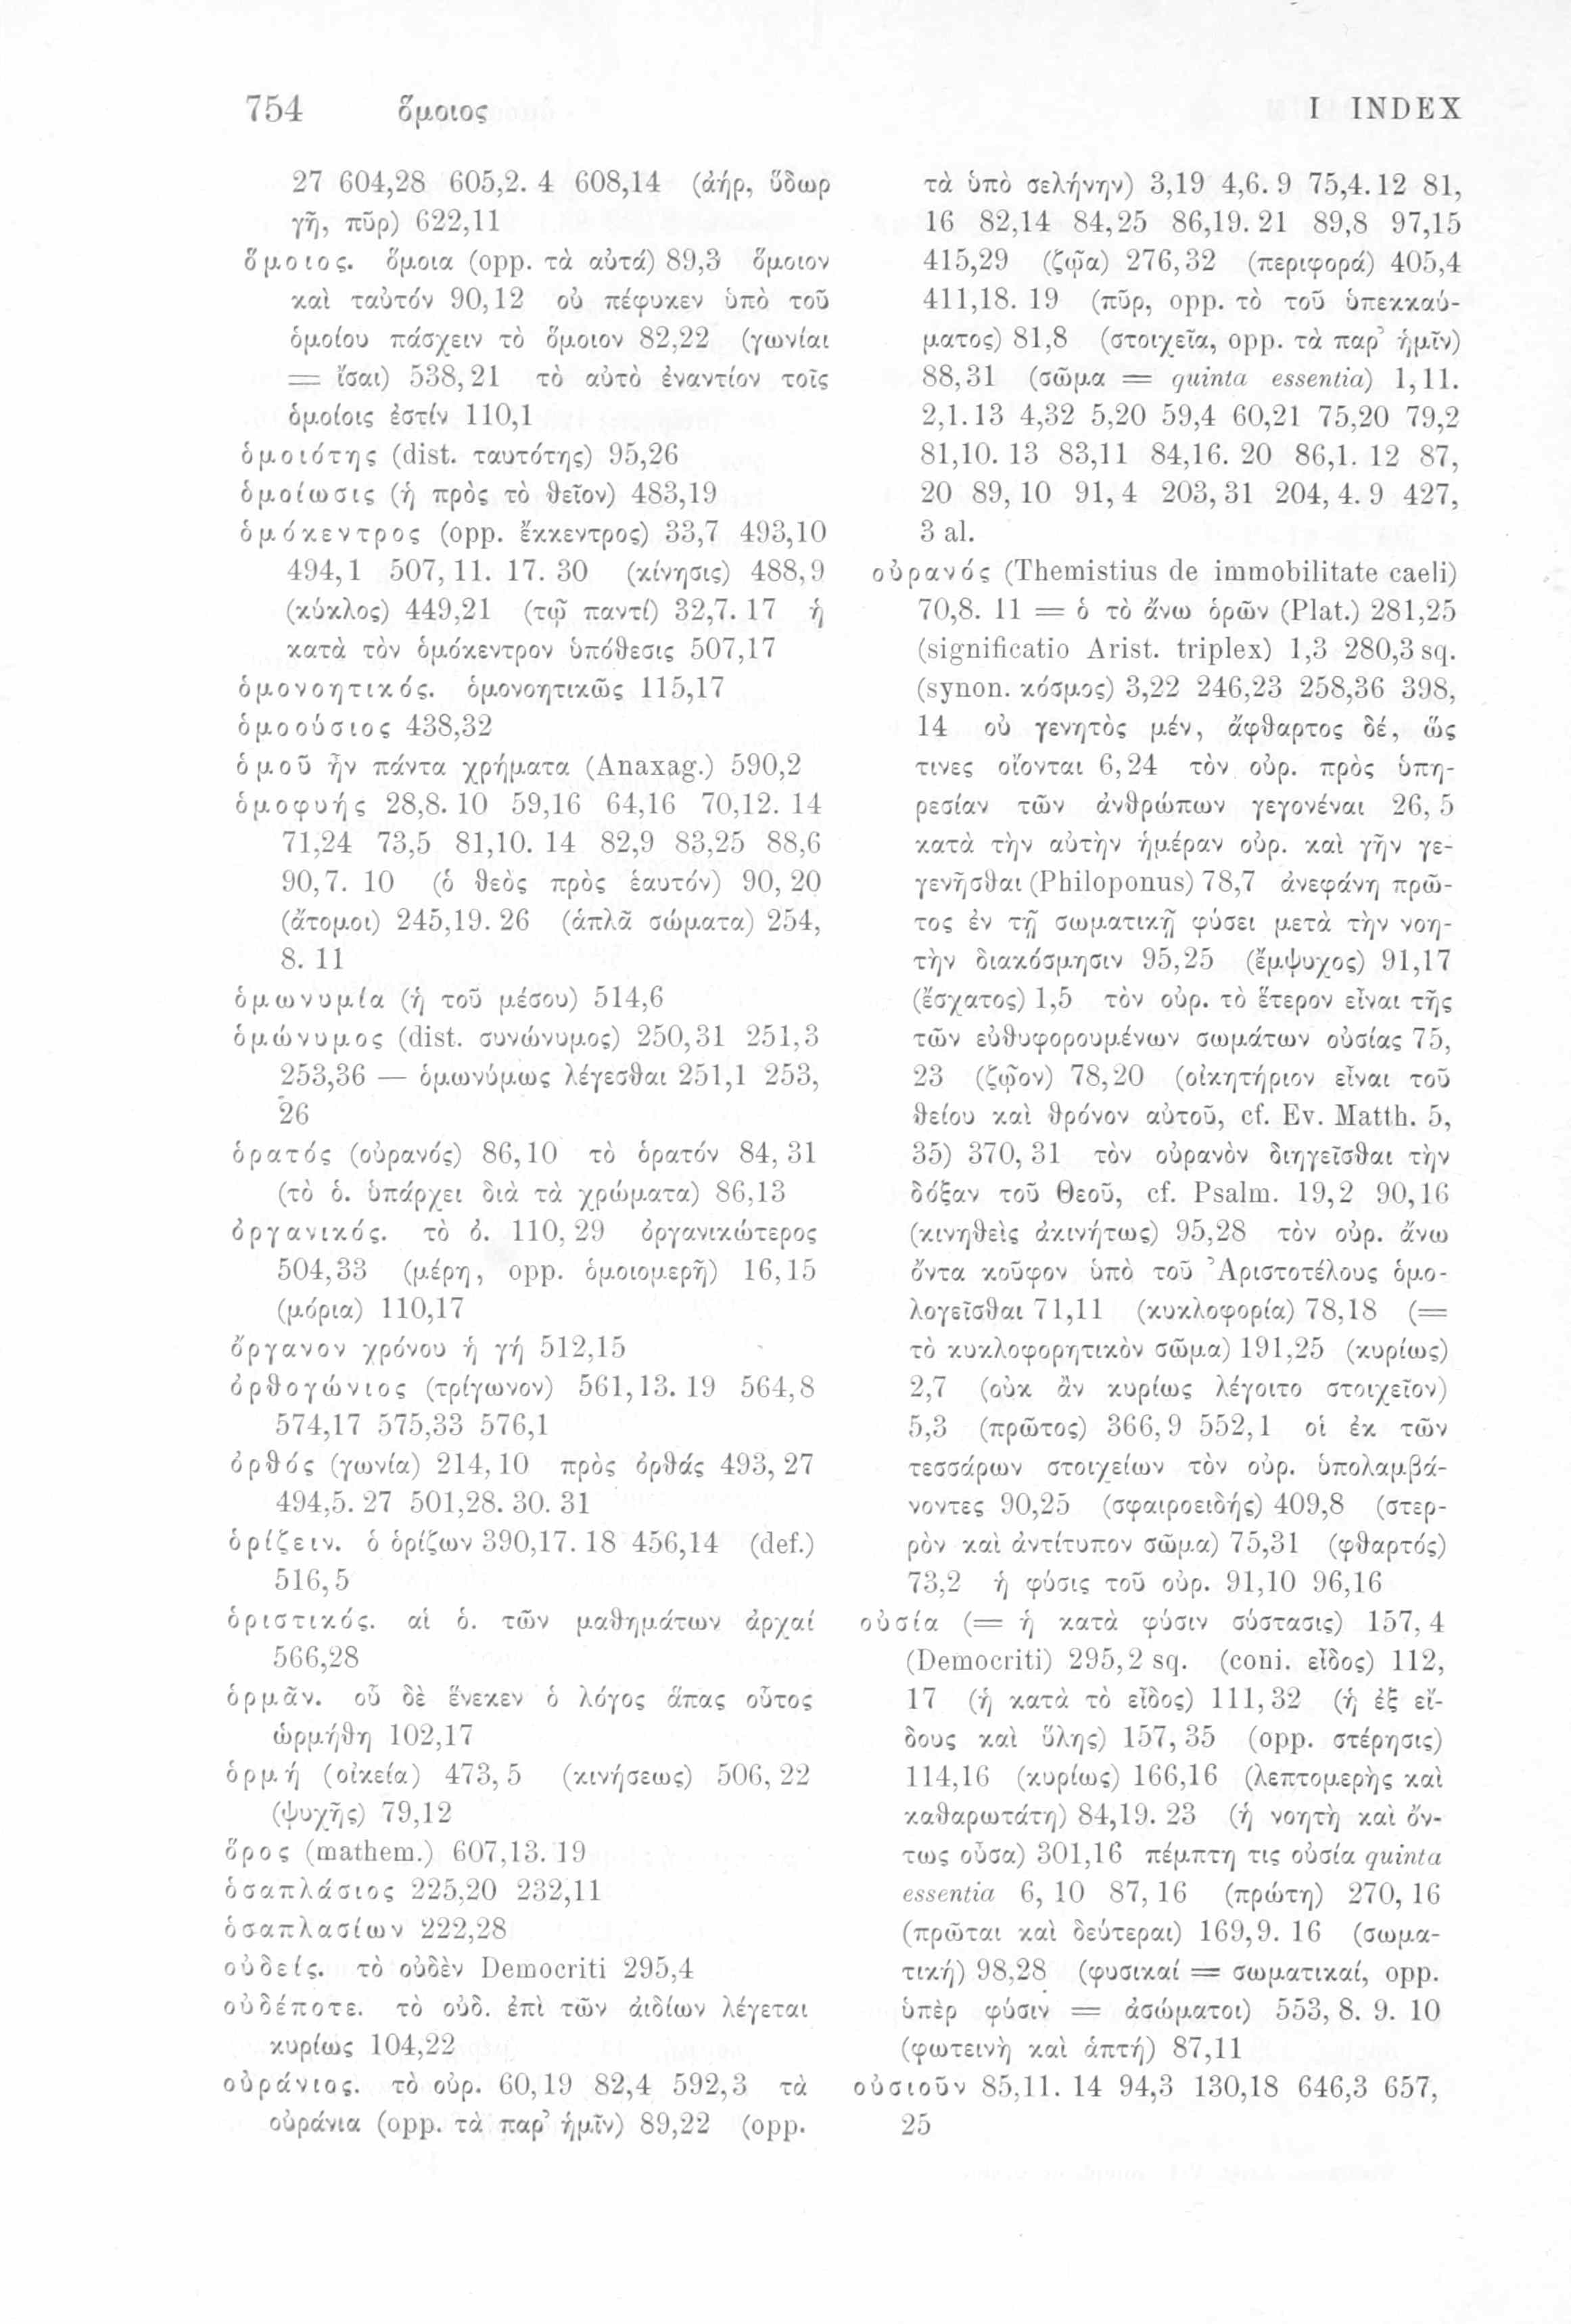 754 ὅμοιος I INDEX
27 604,28 605,2. 4 608,14 (ἀήρ, ὕδωρ
γῆ, πῦρ) 622,11
ὅμοιος. ὅμοια (opp. τὰ αὐτά) 89,3 ὅμοιον
καὶ ταὐτόν 90,12 οὐ πέφυκεν ὑπὸ τοῦ
ὁμοίου πάσχειν τὸ ὅμοιον 82,22 (γωνίαι
= ἴσαι) 538,21 τὸ αὐτὸ ἐναντίον τοῖς
ὁμοίοις ἐστίν 110,1
ὁμοιότης (dist. ταυτότης) 95,26
ὁμοίωσις (ἡ πρὸς τὸ θεῖον) 483,19
ὁμόκεντρος (opp. ἔκκεντρος) 33,7 493,10
494,1 507,11. 17. 30 (κίνησις) 488,9
(κύκλος) 449,21 (τῷ παντί) 32,7. 17 ἡ
κατὰ τὸν ὁμόκεντρον ὑπόθεσις 507,17
ὁμονοητικός. ὁμονοητικῶς 115,17
ὁμοούσιος 438,32
ὁμοῦ ἦν πάντα χρήματα (Anaxag.) 590,2
ὁμοφυής 28,8. 10 59,16 64,16 70,12. 14
71,24 73,5 81,10. 14 82,9 83,25 88,6
90,7. 10 (ὁ θεὸς πρὸς ἑαυτόν) 90,20
(ἄτομοι) 245,19. 26 (ἁπλᾶ σώματα) 254,
8. 11
ὁμωνυμία (ἡ τοῦ μέσου) 514,6
ὁμώνυμος (dist. συνώνυμος) 250,31 251,3
253,36 — ὁμωνύμως λέγεσθαι 251,1 253,
26
ὁρατός (οὐρανός) 86,10 τὸ ὁρατόν 84,31
(τὸ ὁ. ὑπάρχει διὰ τὰ χρώματα) 86,13
ὀργανικός. τὸ ὀ. 110,29 ὀργανικώτερος
504,33 (μέρη, opp. ὁμοιομερῆ) 16,15
(μόρια) 110,17
ὄργανον χρόνου ἡ γῆ 512,15
ὀρθογώνιος (τρίγωνον) 561,13. 19 564,8
574,17 575,33 576,1
ὀρθός (γωνία) 214,10 πρὸς ὀρθάς 493,27
494,5. 27 501,28. 30. 31
ὁρίζειν. ὁ ὁρίζων 390,17. 18 456,14 (def.)
516,5
ὁριστικός. αἱ ὁ. τῶν μαθημάτων ἀρχαί
566,28
ὁρμᾶν. οὗ δὲ ἕνεκεν ὁ λόγος ἅπας οὗτος
ὡρμήθη 102,17
ὁρμή (οἰκεία) 473,5 (κινήσεως) 506,22
(ψυχῆς) 79,12
ὅρος (mathem.) 607,13. 19
ὁσαπλάσιος 225,20 232,11
ὁσαπλασίων 222,28
οὐδείς. τὸ οὐδὲν Democriti 295,4
οὐδέποτε. τὸ οὐδ. ἐπὶ τῶν ἀιδίων λέγεται
κυρίως 104,22
οὐράνιος. τὸ οὐρ. 60,19 82,4 592,3 τὰ
οὐράνια (opp. τὰ παρ’ ἡμῖν) 89,22 (opp.
τὰ ὑπὸ σελήνην) 3,19 4,6. 9 75,4. 12 81,
16 82,14 84,25 86,19. 21 89,8 97,15
415,29 (ζῷα) 276,32 (περιφορά) 405,4
411,18. 19 (πῦρ, opp. τὸ τοῦ ὑπεκκαύ-
ματος) 81,8 (στοιχεῖα, opp. τὰ παρ’ ἡμῖν)
88,31 (σῶμα = quinta essentia) 1,11.
2,1. 13 4,32 5,20 59,4 60,21 75,20 79,2
81,10. 13 83,11 84,16. 20 86,1. 12 87,
20 89,10 91,4 203,31 204,4. 9 427,
3 al.
οὐρανός (Themistius de immobilitate caeli)
70,8. 11 = ὁ τὸ ἄνω ὁρῶν (Plat.) 281,25
(significatio Arist. triplex) 1,3 280,3 sq.
(synon. κόσμος) 3,22 246,23 258,36 398,
14 οὐ γενητὸς μέν, ἄφθαρτος δέ, ὥς
τινες οἴονται 6,24 τὸν οὐρ. πρὸς ὑπη-
ρεσίαν τῶν ἀνθρώπων γεγονέναι 26,5
κατὰ τὴν αὐτὴν ἡμέραν οὐρ. καὶ γῆν γε-
γενῆσθαι (Philoponus) 78,7 ἀνεφάνη πρῶ-
τος ἐν τῇ σωματικῇ φύσει μετὰ τὴν νοη-
τὴν διακόσμησιν 95,25 (ἔμψυχος) 91,17
(ἔσχατος) 1,5 τὸν οὐρ. τὸ ἕτερον εἶναι τῆς
τῶν εὐθυφορουμένων σωμάτων οὐσίας 75,
23 (ζῷον) 78,20 (οἰκητήριον εἶναι τοῦ
θείου καὶ θρόνον αὐτοῦ, cf. Ev. Matth. 5,
35) 370,31 τὸν οὐρανὸν διηγεῖσθαι τὴν
δόξαν τοῦ Θεοῦ, cf. Psalm. 19,2 90,16
(κινηθεὶς ἀκινήτως) 95,28 τὸν οὐρ. ἄνω
ὄντα κοῦφον ὑπὸ τοῦ Ἀριστοτέλους ὁμο-
λογεῖσθαι 71,11 (κυκλοφορία) 78,18 (=
τὸ κυκλοφορητικὸν σῶμα) 191,25 (κυρίως)
2,7 (οὐκ ἂν κυρίως λέγοιτο στοιχεῖον)
5,3 (πρῶτος) 366,9 552,1 οἱ ἐκ τῶν
τεσσάρων στοιχείων τὸν οὐρ. ὑπολαμβά-
νοντες 90,25 (σφαιροειδής) 409,8 (στερ-
ρὸν καὶ ἀντίτυπον σῶμα) 75,31 (φθαρτός)
73,2 ἡ φύσις τοῦ οὐρ. 91,10 96,16
οὐσία (= ἡ κατὰ φύσιν σύστασις) 157,4
(Democriti) 295,2 sq. (coni. εἶδος) 112,
17 (ἡ κατὰ τὸ εἶδος) 111,32 (ἡ ἐξ εἴ-
δους καὶ ὕλης) 157,35 (opp. στέρησις)
114,16 (κυρίως) 166,16 (λεπτομερὴς καὶ
καθαρωτάτη) 84,19. 23 (ἡ νοητὴ καὶ ὄν-
τως οὖσα) 301,16 πέμπτη τις οὐσία quinta
essentia 6,10 87,16 (πρώτη) 270,16
(πρῶται καὶ δεύτεραι) 169,9. 16 (σωμα-
τική) 98,28 (φυσικαί = σωματικαί, opp.
ὑπὲρ φύσιν = ἀσώματοι) 553,8. 9. 10
(φωτεινὴ καὶ ἁπτή) 87,11
οὐσιοῦν 85,11. 14 94,3 130,18 646,3 657,
25